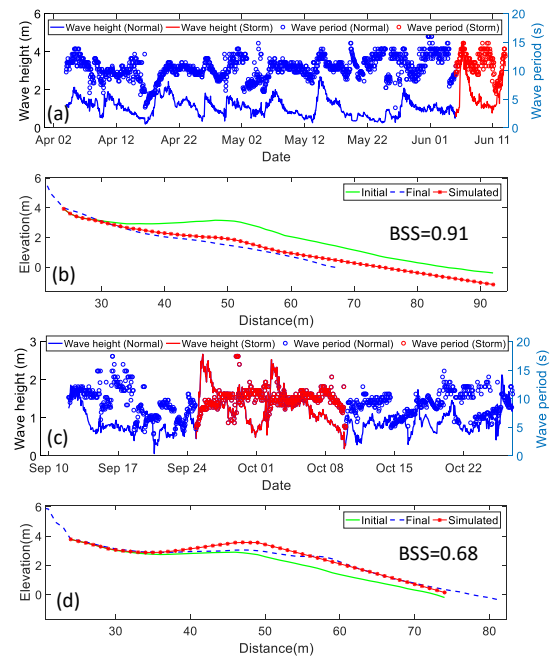 Wave height (Normal) Wave height (Storm) Wave period (Normal) Wave period (Storm)
6 4 2 0
Wave height (m)
20 15 10 5 0
Wave period (s)
(a)
Apr 02 Apr 12 Apr 22 May 02 May 12 May 22 Jun 01 Jun 11
Date
Initial Final Simulated
6 4 2 0
Elevation(m)
BSS=0.91
(b)
30 40 50 60 70 80 90
Distance(m)
Wave height (Normal) Wave height (Storm) Wave period (Normal) Wave period (Storm)
3 2 1 0
Wave height (m)
20 15 10 5 0
Wave period (s)
(c)
Sep 10 Sep 17 Sep 24 Oct 01 Oct 08 Oct 15 Oct 22
Date
Initial Final Simulated
6 4 2 0
Elevation(m)
BSS=0.68
(d)
30 40 50 60 70 80
Distance(m)